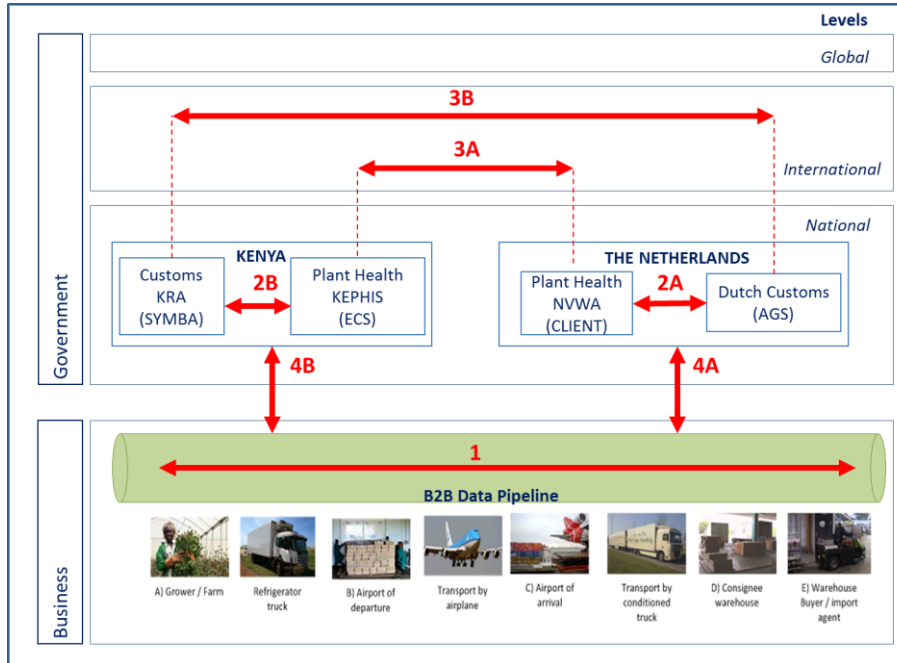 Levels
Global
3B
3A
International
National
KENYA
THE NETHERLANDS
Customs
KRA
(SYMBA)
2B
Plant Health
KEPHIS
(ECS)
Plant Health
NVWA
(CLIENT)
2A
Dutch Customs
(AGS)
Government
4B
4A
1
B2B Data Pipeline
Business
A) Grower / Farm
Refrigerator
truck
B) Airport of
departure
Transport by
airplane
C) Airport of
arrival
Transport by
conditioned
truck
D) Consignee
warehouse
E) Warehouse
Buyer / import
agent